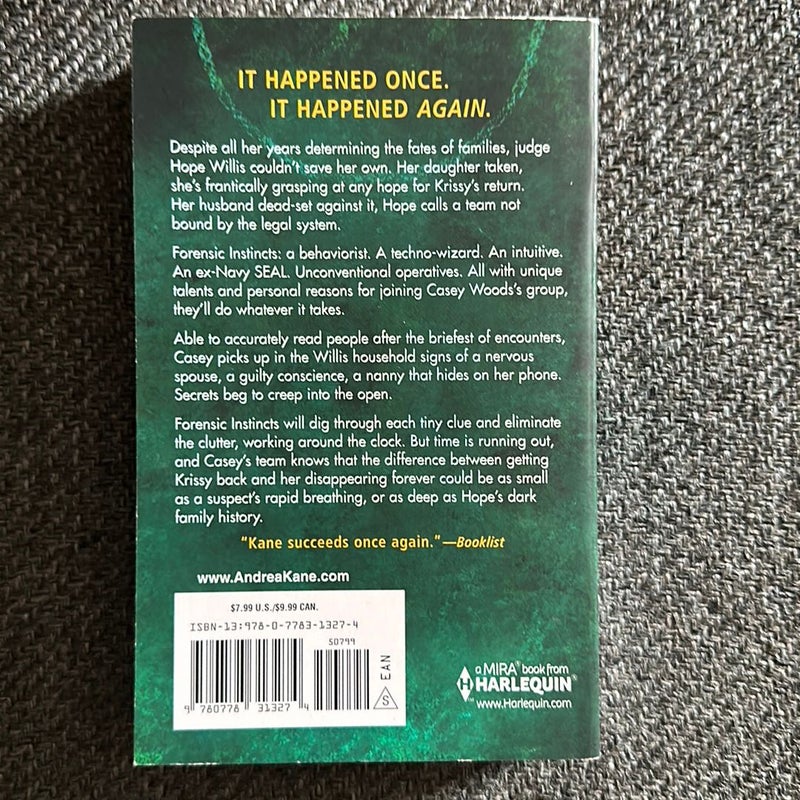 IT HAPPENED ONCE.
IT HAPPENED AGAIN.
Despite all her years determining the fates of families, judge
Hope Willis couldn't save her own. Her daughter taken,
she's frantically grasping at any hope for Krissy's return.
Her husband dead-set against it, Hope calls a team not
bound by the legal system.
Forensic Instincts: a behaviorist. A techno-wizard. An intuitive.
An ex-Navy SEAL. Unconventional operatives. All with unique
talents and personal reasons for joining Casey Woods's group,
they'll do whatever it takes.
Able to accurately read people after the briefest of encounters,
Casey picks up in the Willis household signs of a nervous
spouse, a guilty conscience, a nanny that hides on her phone.
Secrets beg to creep into the open.
Forensic Instincts will dig through each tiny clue and eliminate
the clutter, working around the clock. But time is running out,
and Casey's team knows that the difference between getting
Krissy back and her disappearing forever could be as small
as a suspect's rapid breathing, or as deep as Hope's dark
family history.
"Kane succeeds once again."—Booklist
www.AndreaKane.com
$7.99 U.S./$9.99 CAN.
ISBN-13:978-0-7783-1327-4
50799
EAN
S
9 780778 313274
a MIRA® book from
HARLEQUIN®
™ www.Harlequin.com